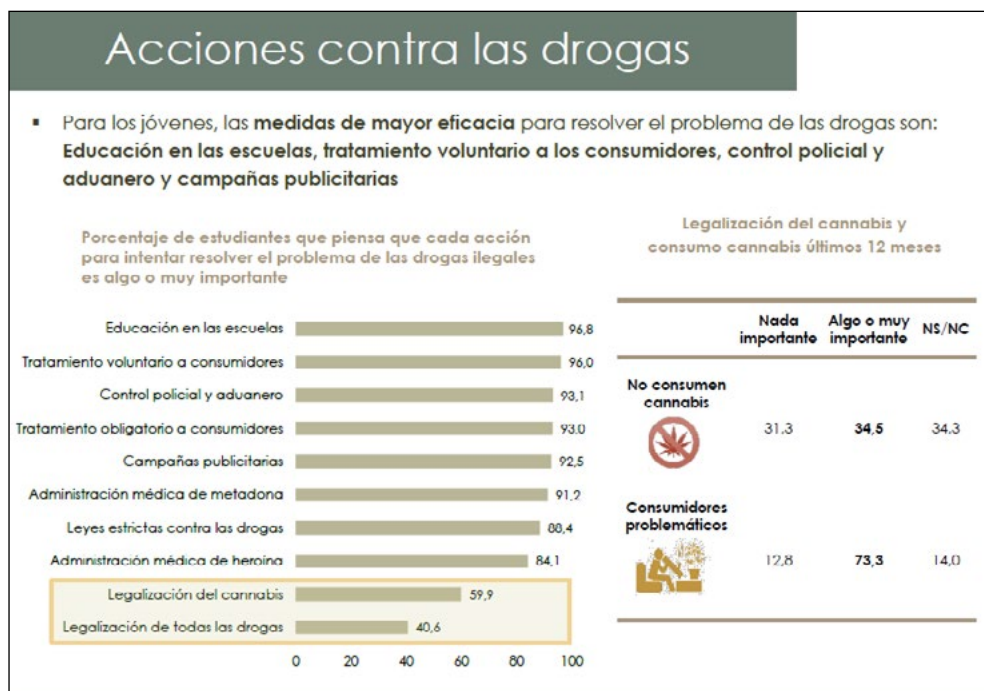 Acciones contra las drogas
▪ Para los jóvenes, las medidas de mayor eficacia para resolver el problema de las drogas son:
Educación en las escuelas, tratamiento voluntario a los consumidores, control policial y
aduanero y campañas publicitarias
Porcentaje de estudiantes que piensa que cada acción
para intentar resolver el problema de las drogas ilegales
es algo o muy importante
Educación en las escuelas 96,8
Tratamiento voluntario a consumidores 96,0
Control policial y aduanero 93,1
Tratamiento obligatorio a consumidores 93,0
Campañas publicitarias 92,5
Administración médica de metadona 91,2
Leyes estrictas contra las drogas 88,4
Administración médica de heroína 84,1
Legalización del cannabis 59,9
Legalización de todas las drogas 40,6
0 20 40 60 80 100
Legalización del cannabis y
consumo cannabis últimos 12 meses
Nada importante
Algo o muy importante
NS/NC
No consumen
cannabis
31,3 34,5 34,3
Consumidores
problemáticos
12,8 73,3 14,0